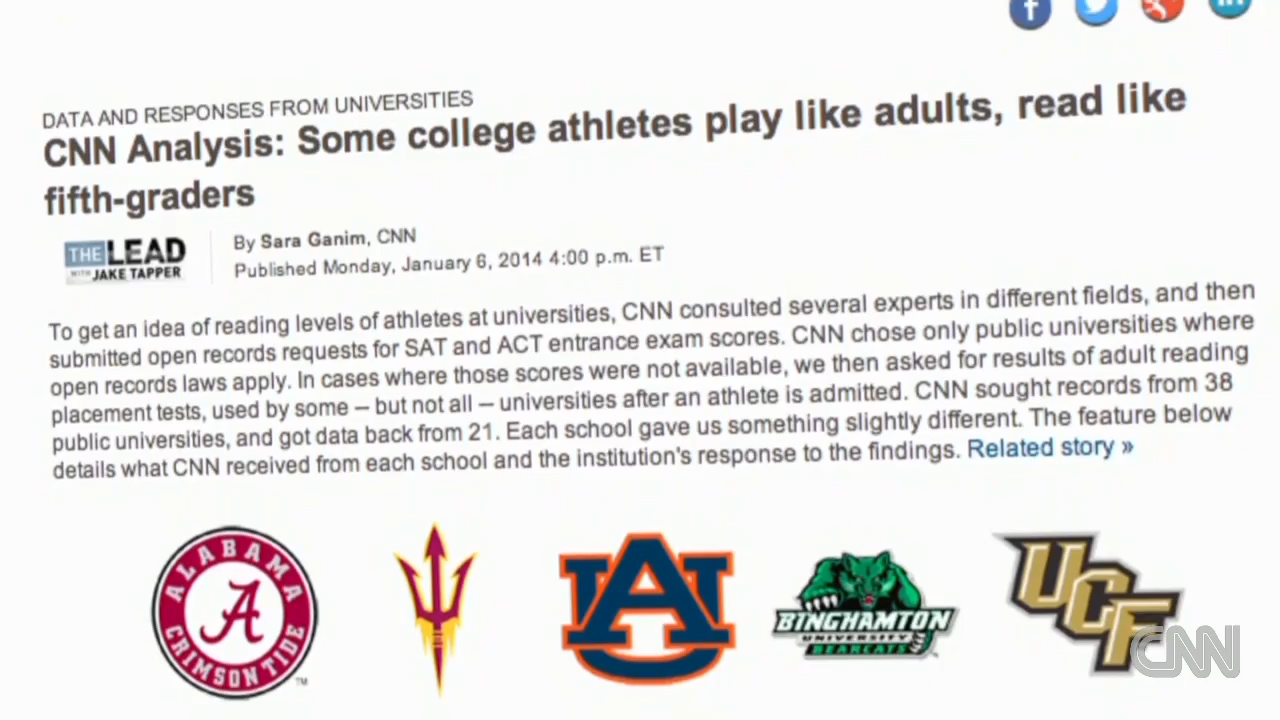 f
in
DATA AND RESPONSES FROM UNIVERSITIES
CNN Analysis: Some college athletes play like adults, read like
fifth-graders
THE LEAD
WITH JAKE TAPPER
By Sara Ganim, CNN
Published Monday, January 6, 2014 4:00 p.m. ET
To get an idea of reading levels of athletes at universities, CNN consulted several experts in different fields, and then
submitted open records requests for SAT and ACT entrance exam scores. CNN chose only public universities where
open records laws apply. In cases where those scores were not available, we then asked for results of adult reading
placement tests, used by some – but not all – universities after an athlete is admitted. CNN sought records from 38
public universities, and got data back from 21. Each school gave us something slightly different. The feature below
details what CNN received from each school and the institution's response to the findings. Related story »
ALABAMA
A
CRIMSON TIDE
TM
AU
BINGHAMTON
UNIVERSITY
BEARCATS
UCF
CNN